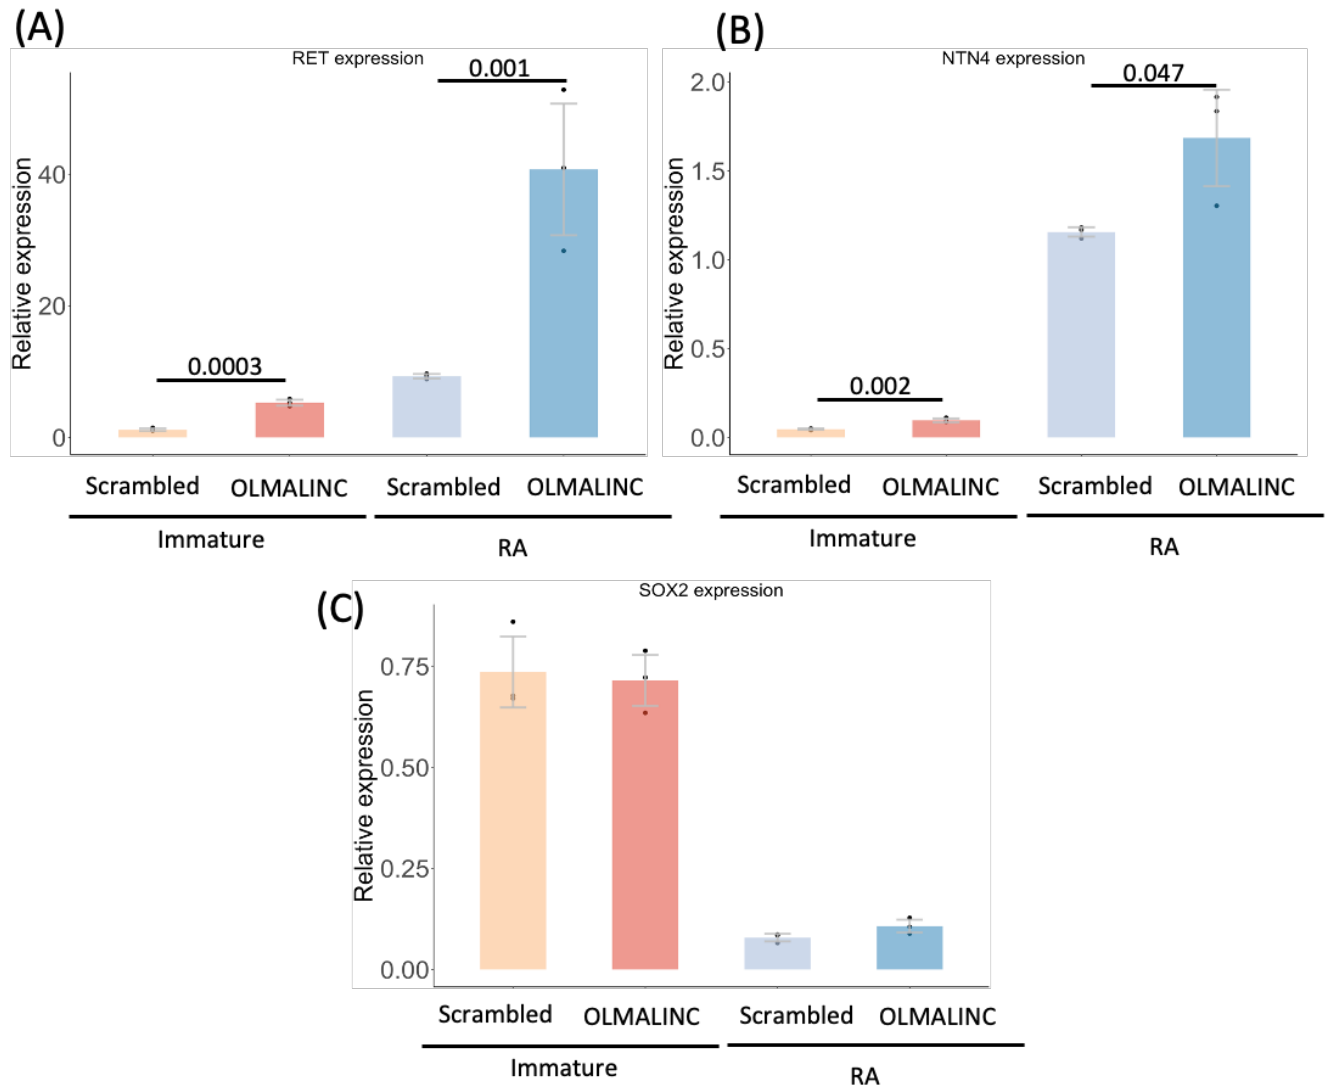 (A)
RET expression
0.001
Relative expression
40
20
0
0.0003
Scrambled OLMALINC Scrambled OLMALINC
Immature RA
(B)
NTN4 expression
0.047
Relative expression
2.0
1.5
1.0
0.5
0.0
0.002
Scrambled OLMALINC Scrambled OLMALINC
Immature RA
(C)
SOX2 expression
Relative expression
0.75
0.50
0.25
0.00
Scrambled OLMALINC Scrambled OLMALINC
Immature RA